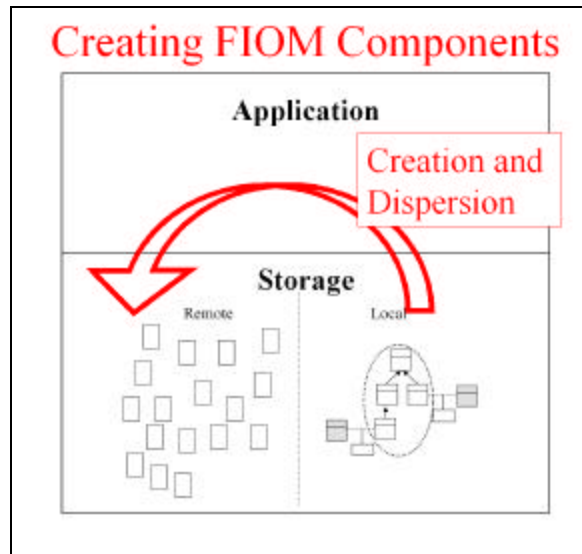 Creating FIOM Components
Application
Creation and
Dispersion
Storage
Remote
Local